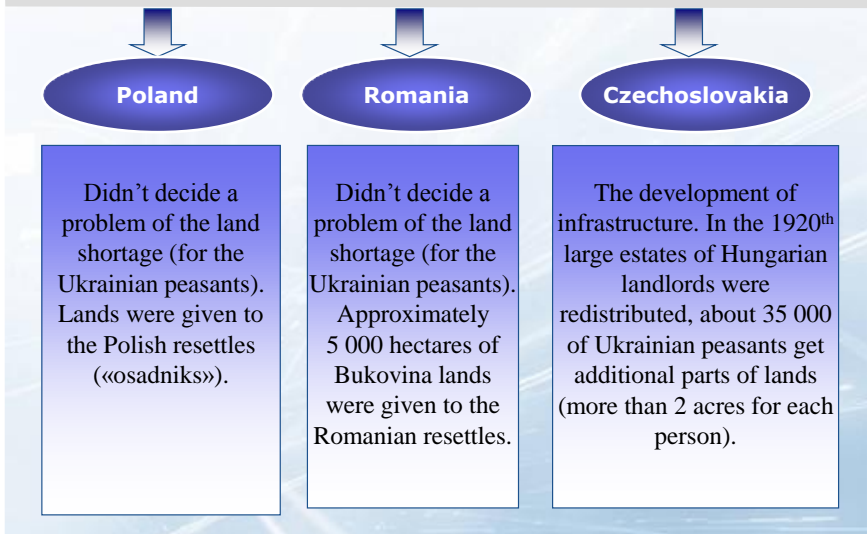 Poland
Didn't decide a
problem of the land
shortage (for the
Ukrainian peasants).
Lands were given to
the Polish resettles
(«osadniks»).
Romania
Didn't decide a
problem of the land
shortage (for the
Ukrainian peasants).
Approximately
5 000 hectares of
Bukovina lands
were given to the
Romanian resettles.
Czechoslovakia
The development of
infrastructure. In the 1920th
large estates of Hungarian
landlords were
redistributed, about 35 000
of Ukrainian peasants get
additional parts of lands
(more than 2 acres for each
person).